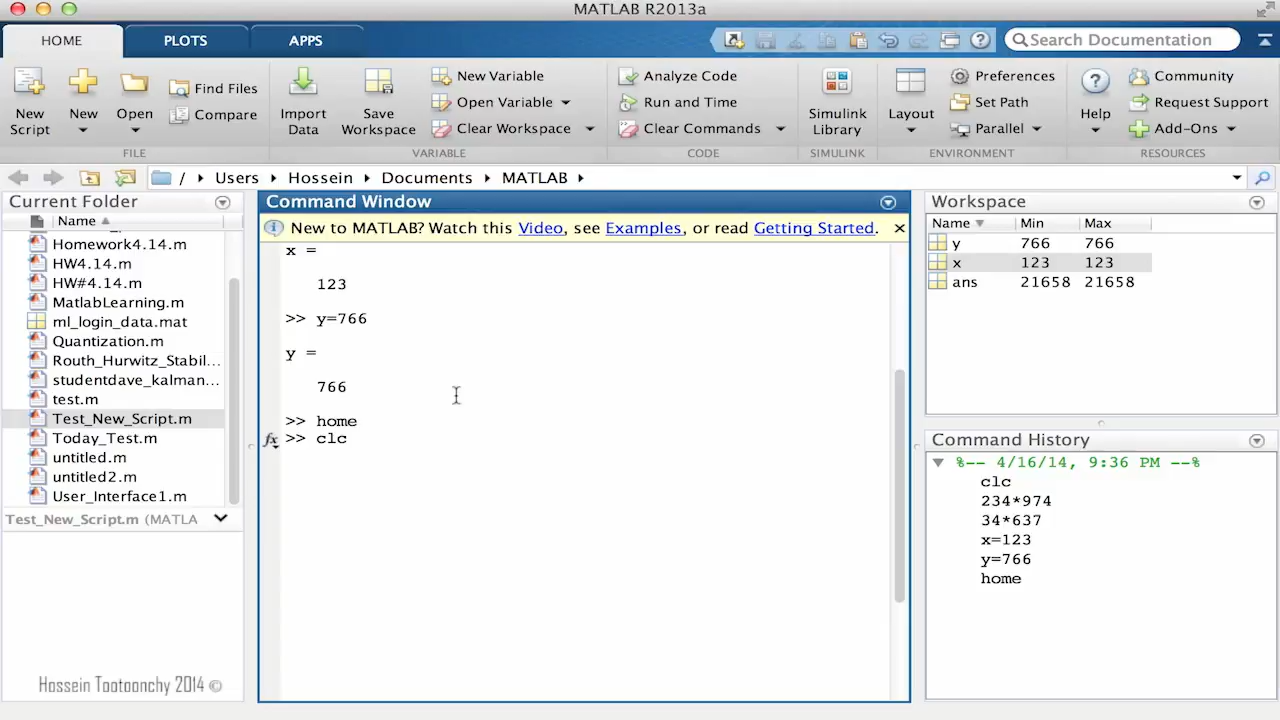 MATLAB R2013a
HOME
PLOTS
APPS
Search Documentation
New Script
New
Open
Find Files
Compare
FILE
Import Data
Save Workspace
New Variable
Open Variable
Clear Workspace
VARIABLE
Analyze Code
Run and Time
Clear Commands
CODE
Simulink Library
SIMULINK
Layout
Preferences
Set Path
Parallel
ENVIRONMENT
Help
Community
Request Support
Add-Ons
RESOURCES
/ Users Hossein Documents MATLAB
Current Folder
Name
Homework4.14.m
HW4.14.m
HW#4.14.m
MatlabLearning.m
ml_login_data.mat
Quantization.m
Routh_Hurwitz_Stabil...
studentdave_kalman...
test.m
Test_New_Script.m
Today_Test.m
untitled.m
untitled2.m
User_Interface1.m
Test_New_Script.m (MATLA
Hossein Tootoonchy 2014 ©
Command Window
New to MATLAB? Watch this Video, see Examples, or read Getting Started.
x =
123
>> y=766
y =
766
>> home
fx >> clc
Workspace
Name Min Max
y 766 766
x 123 123
ans 21658 21658
Command History
%-- 4/16/14, 9:36 PM --%
clc
234*974
34*637
x=123
y=766
home